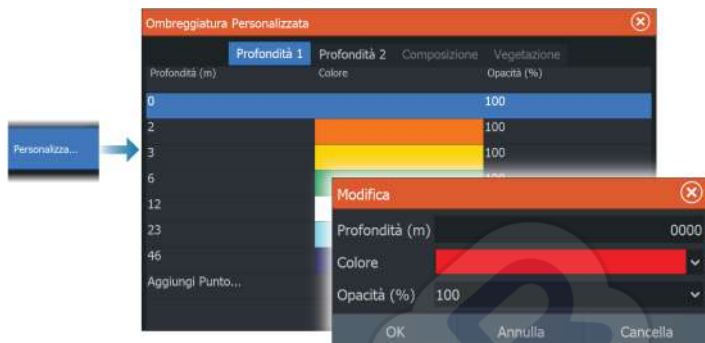 Ombreggiatura Personalizzata
Profondità 1 Profondità 2 Composizione Vegetazione
Profondità (m) Colore Opacità (%)
0 100
2 100
Personalizza...
3 100
6 100
12
23
46
Aggiungi Punto...
Modifica
Profondità (m) 0000
Colore
Opacità (%) 100
OK Annulla Cancella